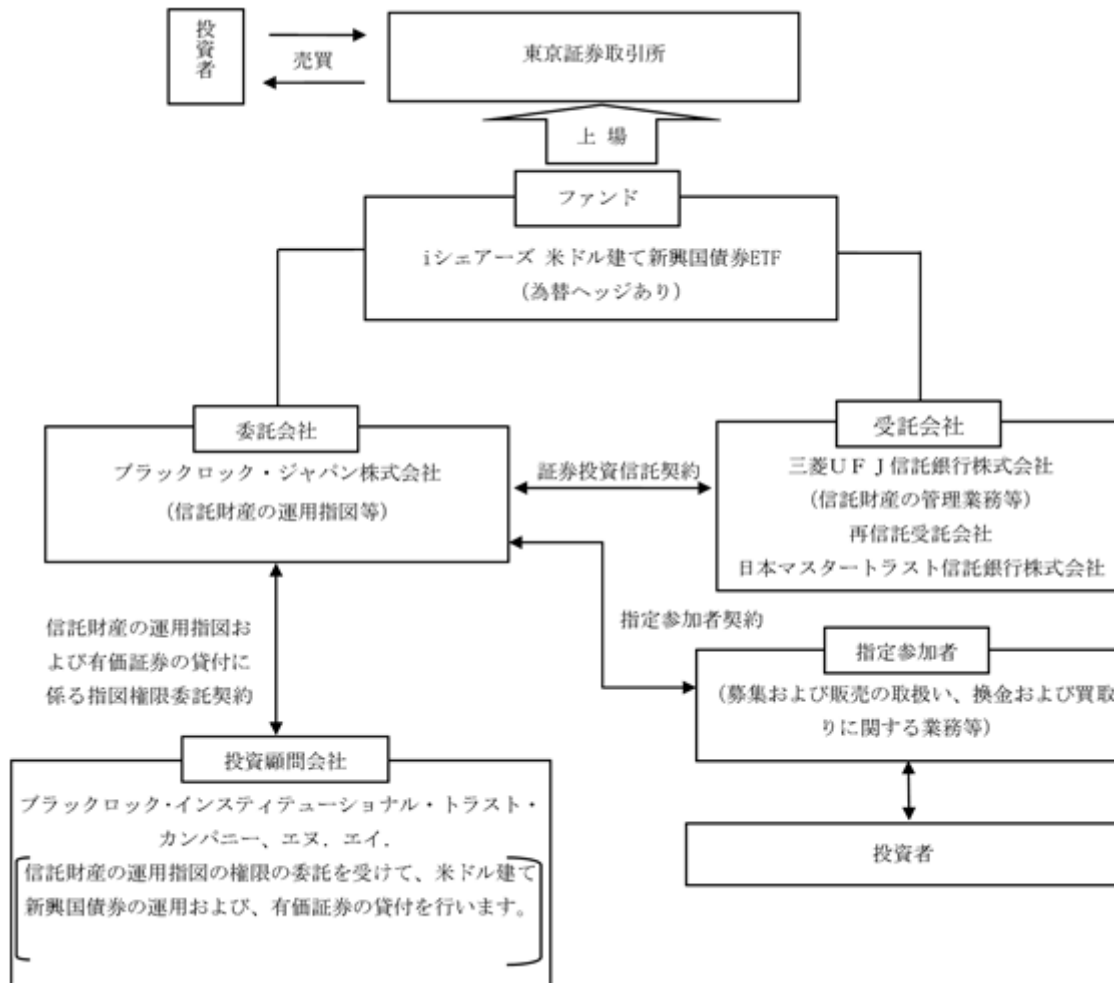 投資者
売買
東京証券取引所
上 場
ファンド
iシェアーズ 米ドル建て新興国債券ETF
(為替ヘッジあり)
委託会社
ブラックロック・ジャパン株式会社
(信託財産の運用指図等)
証券投資信託契約
受託会社
三菱ＵＦＪ信託銀行株式会社
(信託財産の管理業務等)
再信託受託会社
日本マスタートラスト信託銀行株式会社
信託財産の運用指図お
よび有価証券の貸付に
係る指図権限委託契約
指定参加者契約
指定参加者
(募集および販売の取扱い、換金および買取
りに関する業務等)
投資顧問会社
ブラックロック・インスティテューショナル・トラスト・
カンパニー、エヌ．エイ．
信託財産の運用指図の権限の委託を受けて、米ドル建て
新興国債券の運用および、有価証券の貸付を行います。
投資者